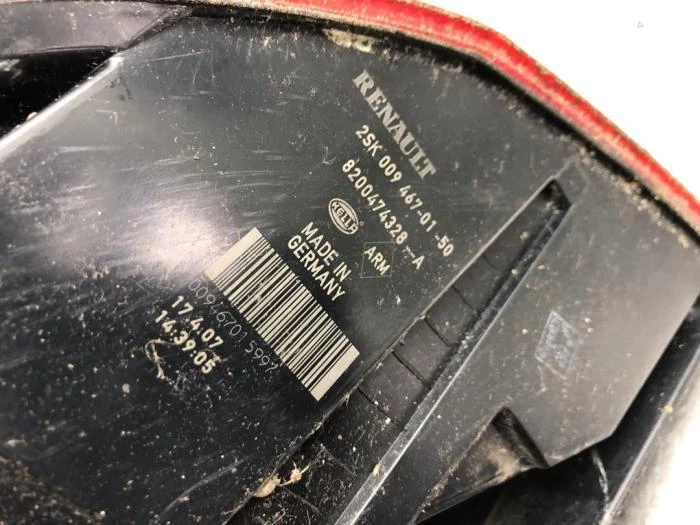 RENAULT
2SK 009 467-01-50
8200474328--A
HELLA
ARM
MADE IN
GERMANY
17.4.07
14:39:05